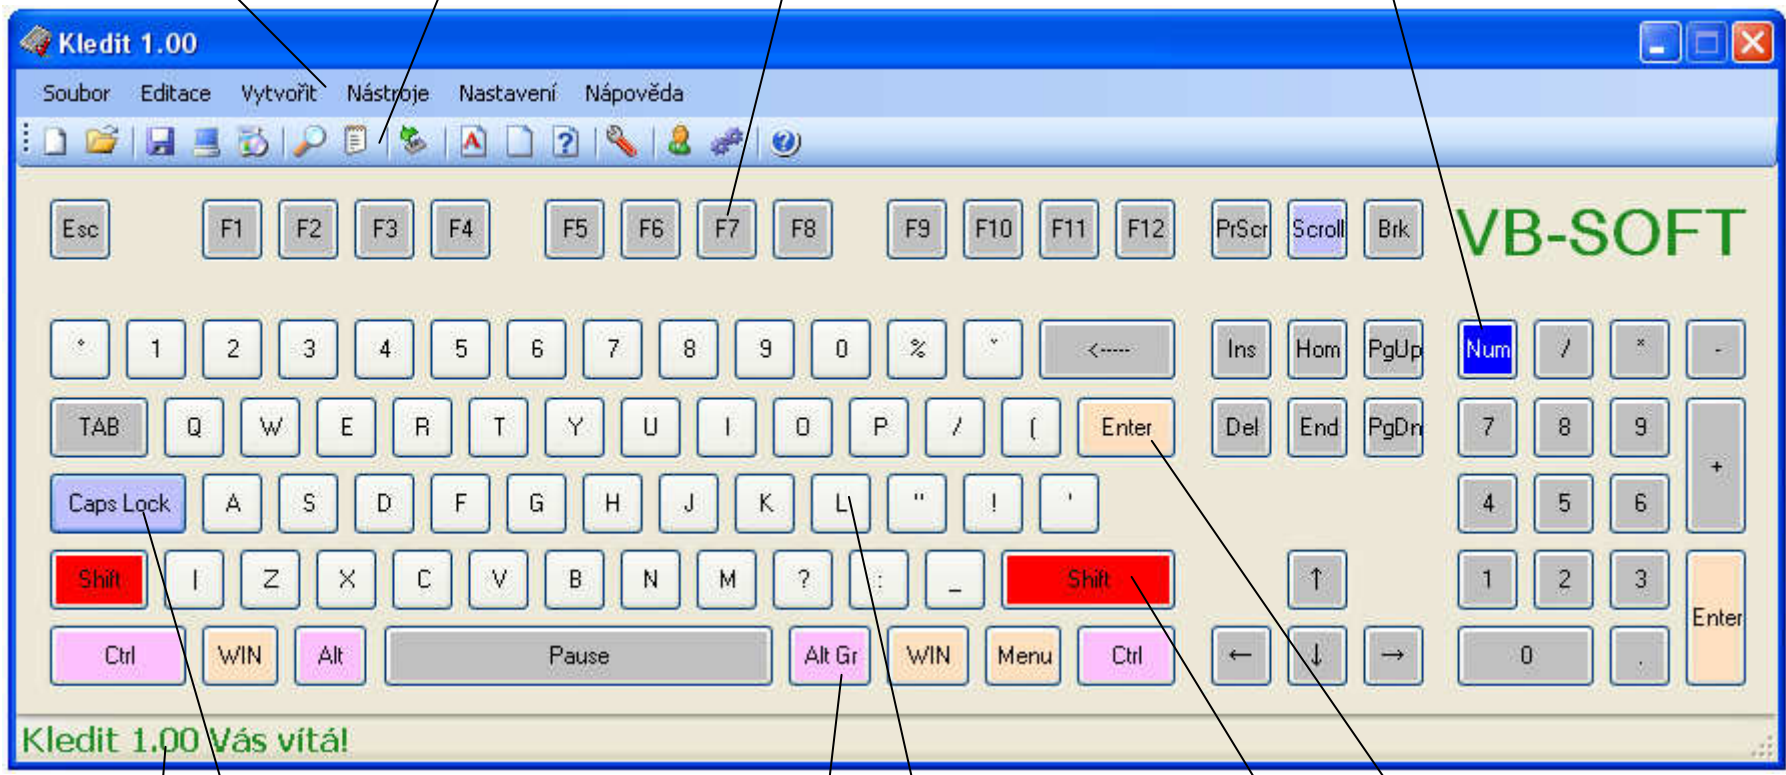 Kledit 1.00
Soubor Editace Vytvořit Nástroje Nastavení Nápověda
Esc F1 F2 F3 F4 F5 F6 F7 F8 F9 F10 F11 F12 PrScr Scroll Brk VB-SOFT
° 1 2 3 4 5 6 7 8 9 0 % ˇ <----- Ins Hom PgUp Num / * -
TAB Q W E R T Y U I O P / ( Enter Del End PgDn 7 8 9 +
Caps Lock A S D F G H J K L " ! ' 4 5 6
Shift | Z X C V B N M ? : _ Shift ↑ 1 2 3 Enter
Ctrl WIN Alt Pause Alt Gr WIN Menu Ctrl ← ↓ → 0 .
Kledit 1.00 Vás vítá!